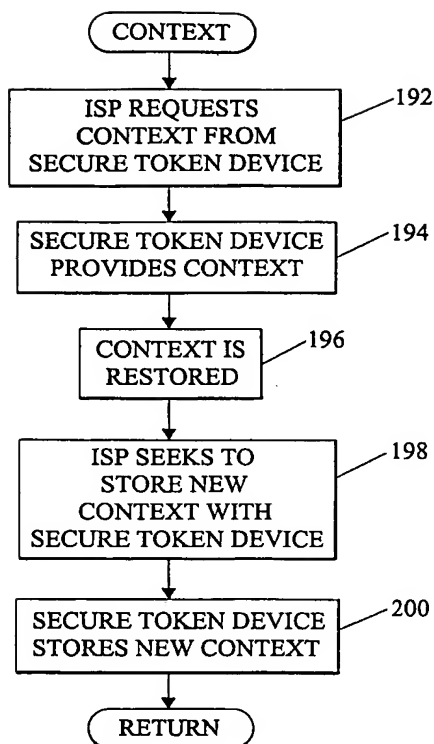 CONTEXT
ISP REQUESTS
CONTEXT FROM
SECURE TOKEN DEVICE
192
SECURE TOKEN DEVICE
PROVIDES CONTEXT
194
CONTEXT IS
RESTORED
196
ISP SEEKS TO
STORE NEW
CONTEXT WITH
SECURE TOKEN DEVICE
198
SECURE TOKEN DEVICE
STORES NEW CONTEXT
200
RETURN